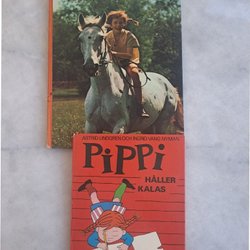 ASTRID LINDGREN OCH INGRID VANG NYMAN
PIPPI
HÅLLER
KALAS